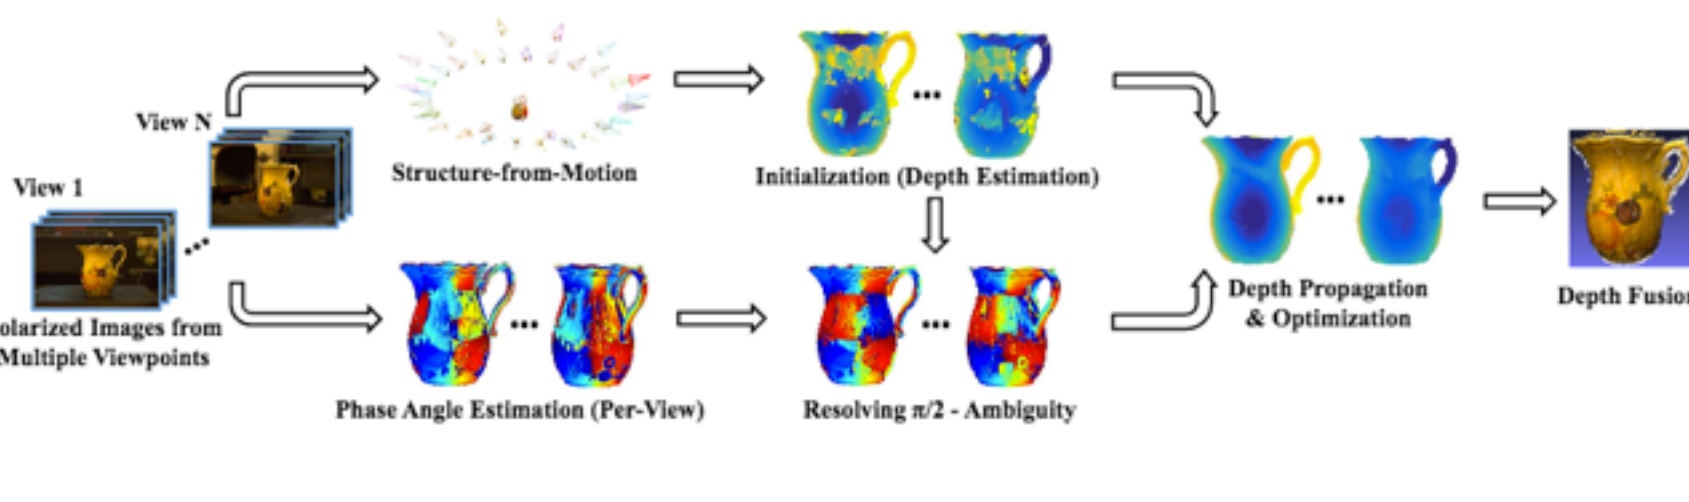 View N
View 1
olarized Images from
Multiple Viewpoints
Structure-from-Motion
Initialization (Depth Estimation)
Phase Angle Estimation (Per-View)
Resolving π/2 - Ambiguity
Depth Propagation
& Optimization
Depth Fusion